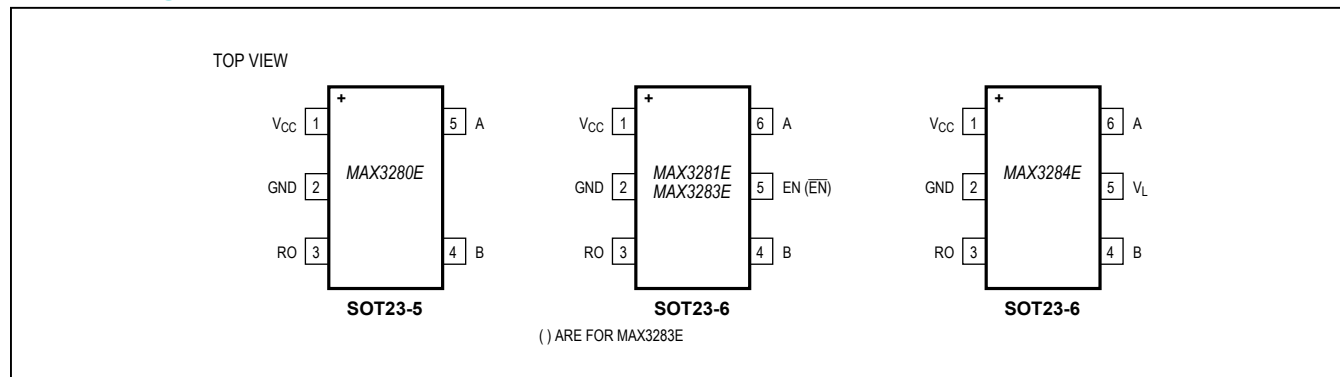 TOP VIEW
+
VCC 1
GND 2
RO 3
MAX3280E
5 A
4 B
SOT23-5
+
VCC 1
GND 2
RO 3
MAX3281E
MAX3283E
6 A
5 EN (E̅N̅)
4 B
SOT23-6
( ) ARE FOR MAX3283E
+
VCC 1
GND 2
RO 3
MAX3284E
6 A
5 VL
4 B
SOT23-6